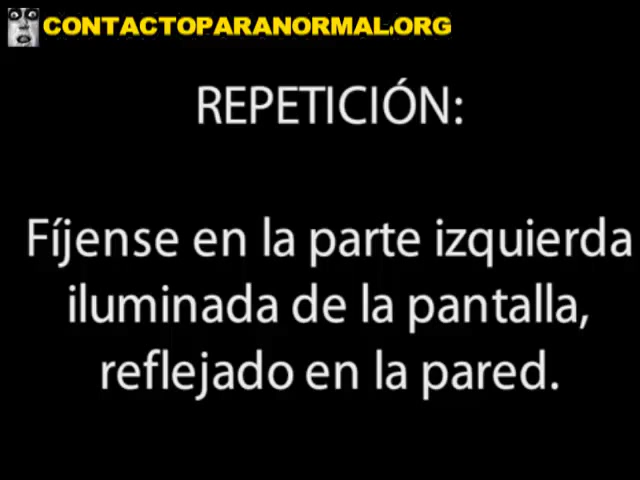 CONTACTOPARANORMAL.ORG
REPETICIÓN:
Fíjense en la parte izquierda
iluminada de la pantalla,
reflejado en la pared.